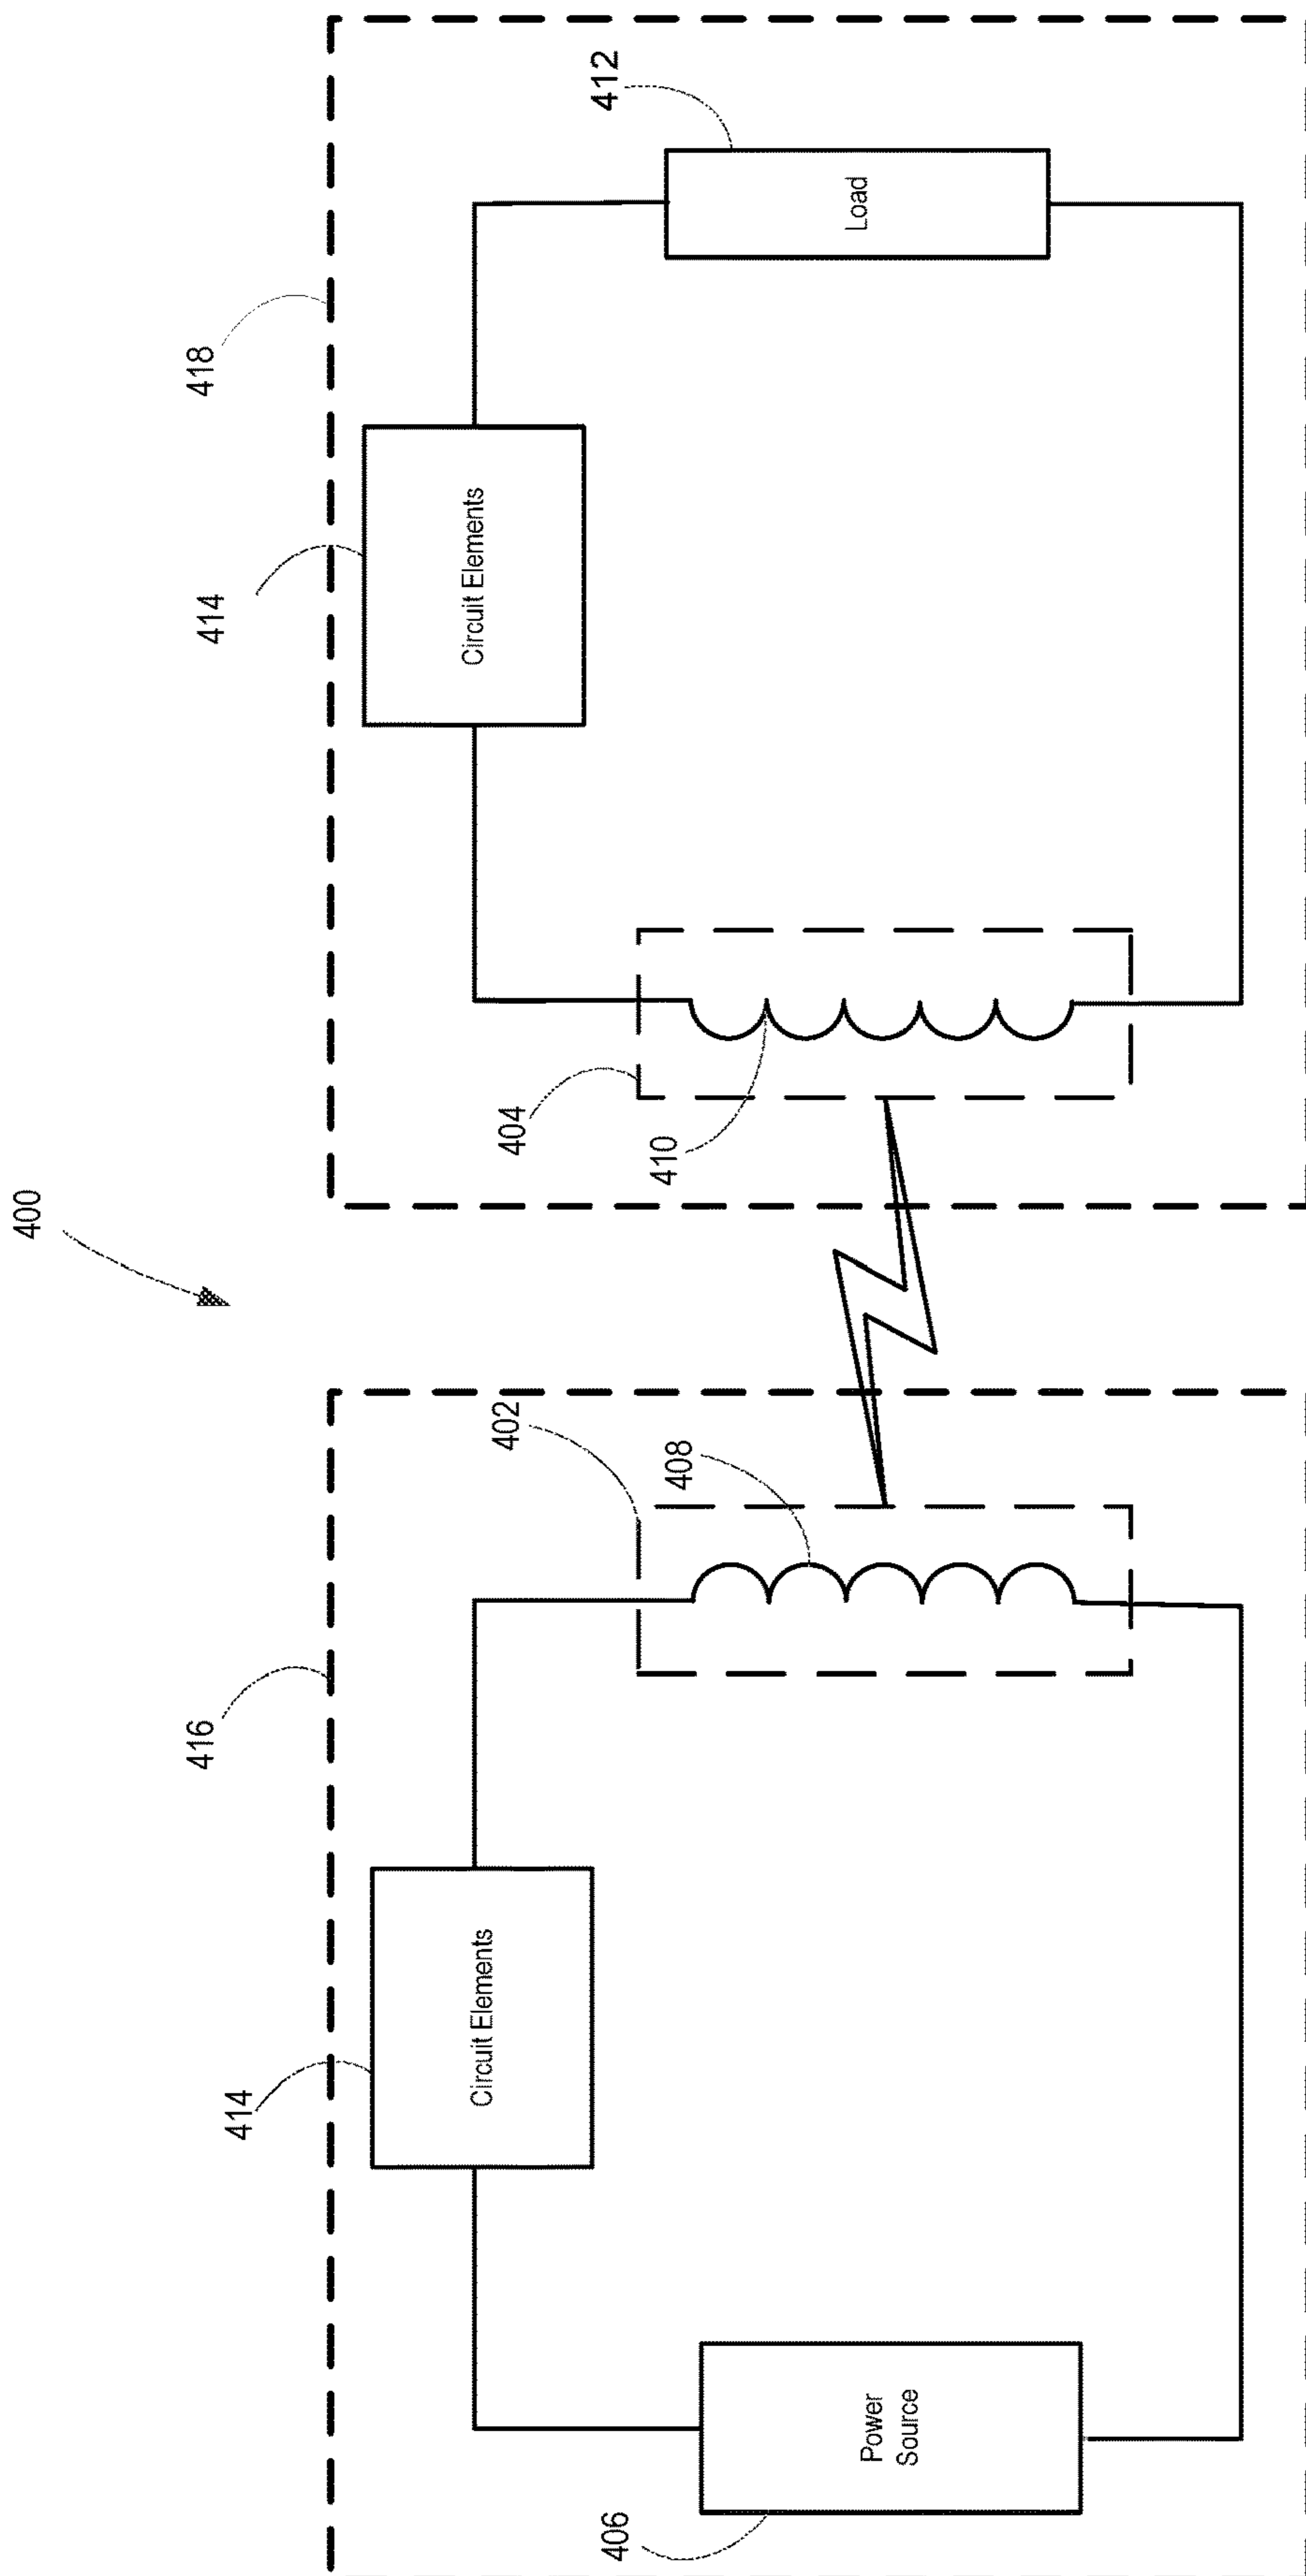 400
416
418
414
414
402
404
408
410
412
406
Circuit Elements
Circuit Elements
Power
Source
Load